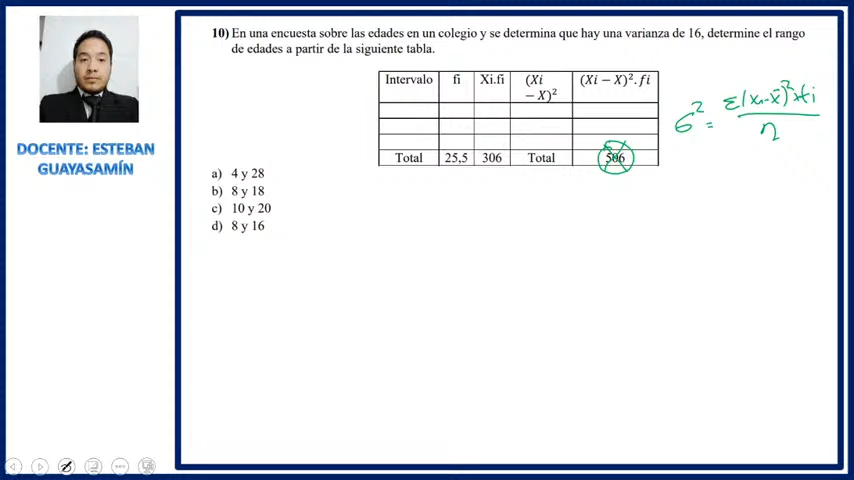 10) En una encuesta sobre las edades en un colegio y se determina que hay una varianza de 16, determine el rango
de edades a partir de la siguiente tabla.
Intervalo fi Xi.fi (Xi − X)² (Xi − X)². fi
Total 25,5 306 Total 506
σ² = Σ(xi-x̄)²*fi / n
DOCENTE: ESTEBAN
GUAYASAMÍN
a) 4 y 28
b) 8 y 18
c) 10 y 20
d) 8 y 16